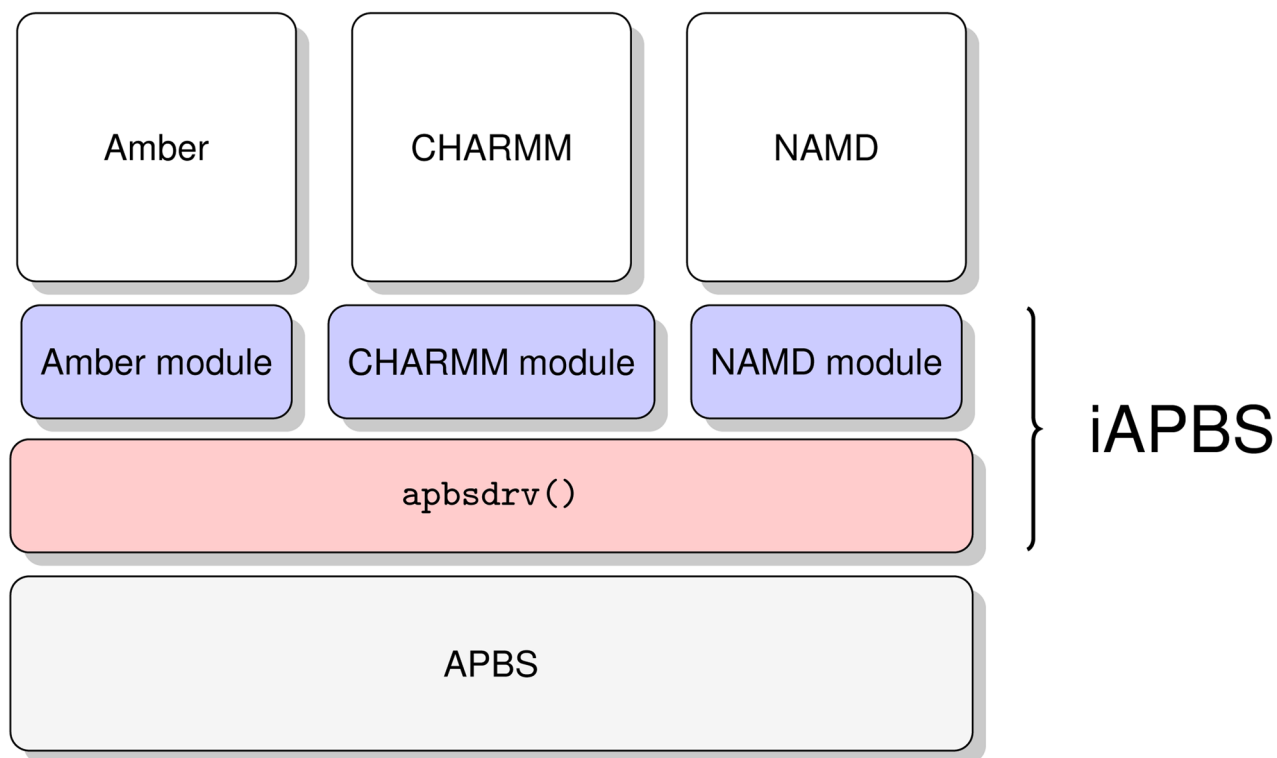 Amber
CHARMM
NAMD
Amber module
CHARMM module
NAMD module
iAPBS
apbsdrv()
APBS